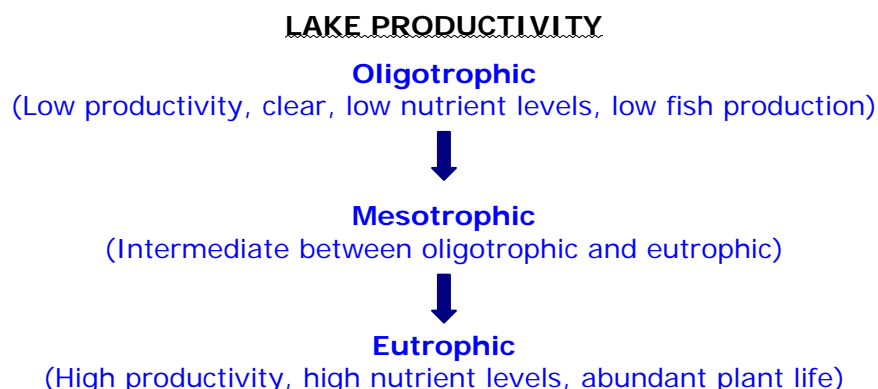 LAKE PRODUCTIVITY
Oligotrophic
(Low productivity, clear, low nutrient levels, low fish production)
Mesotrophic
(Intermediate between oligotrophic and eutrophic)
Eutrophic
(High productivity, high nutrient levels, abundant plant life)